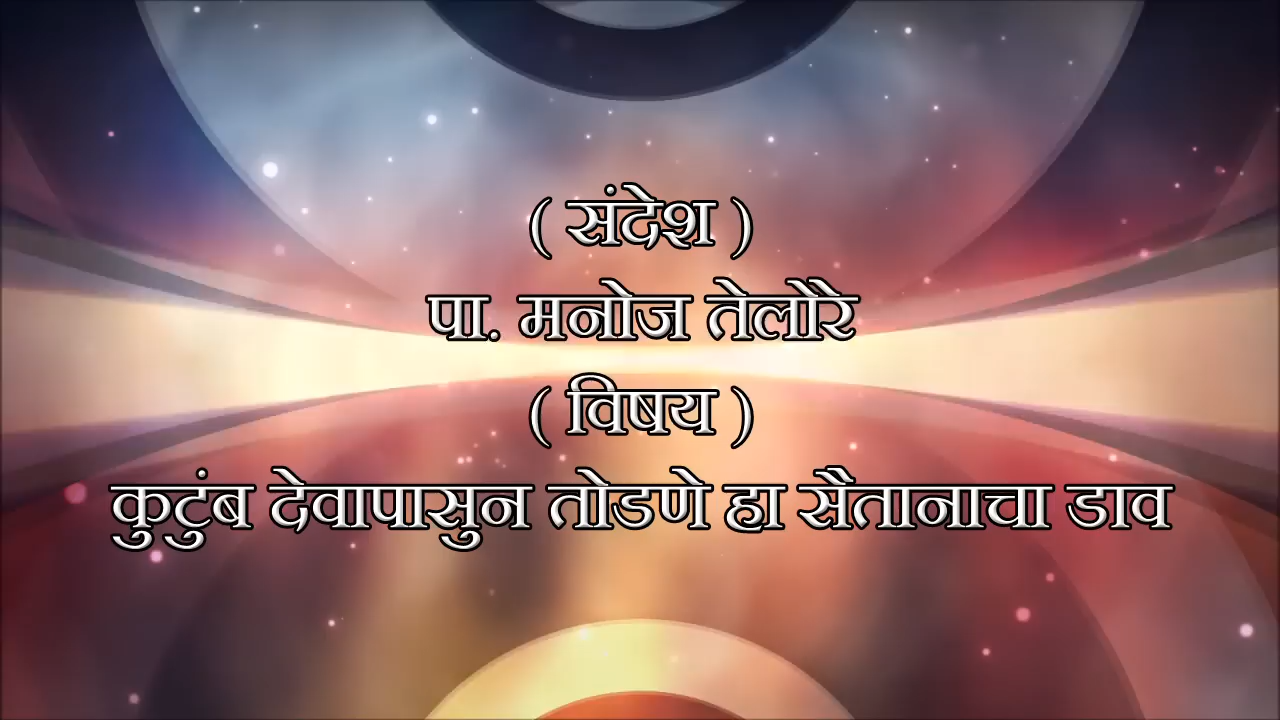 ( संदेश )
पा. मनोज तेलोरे
( विषय )
कुटुंब देवापासुन तोडणे हा सैतानाचा डाव